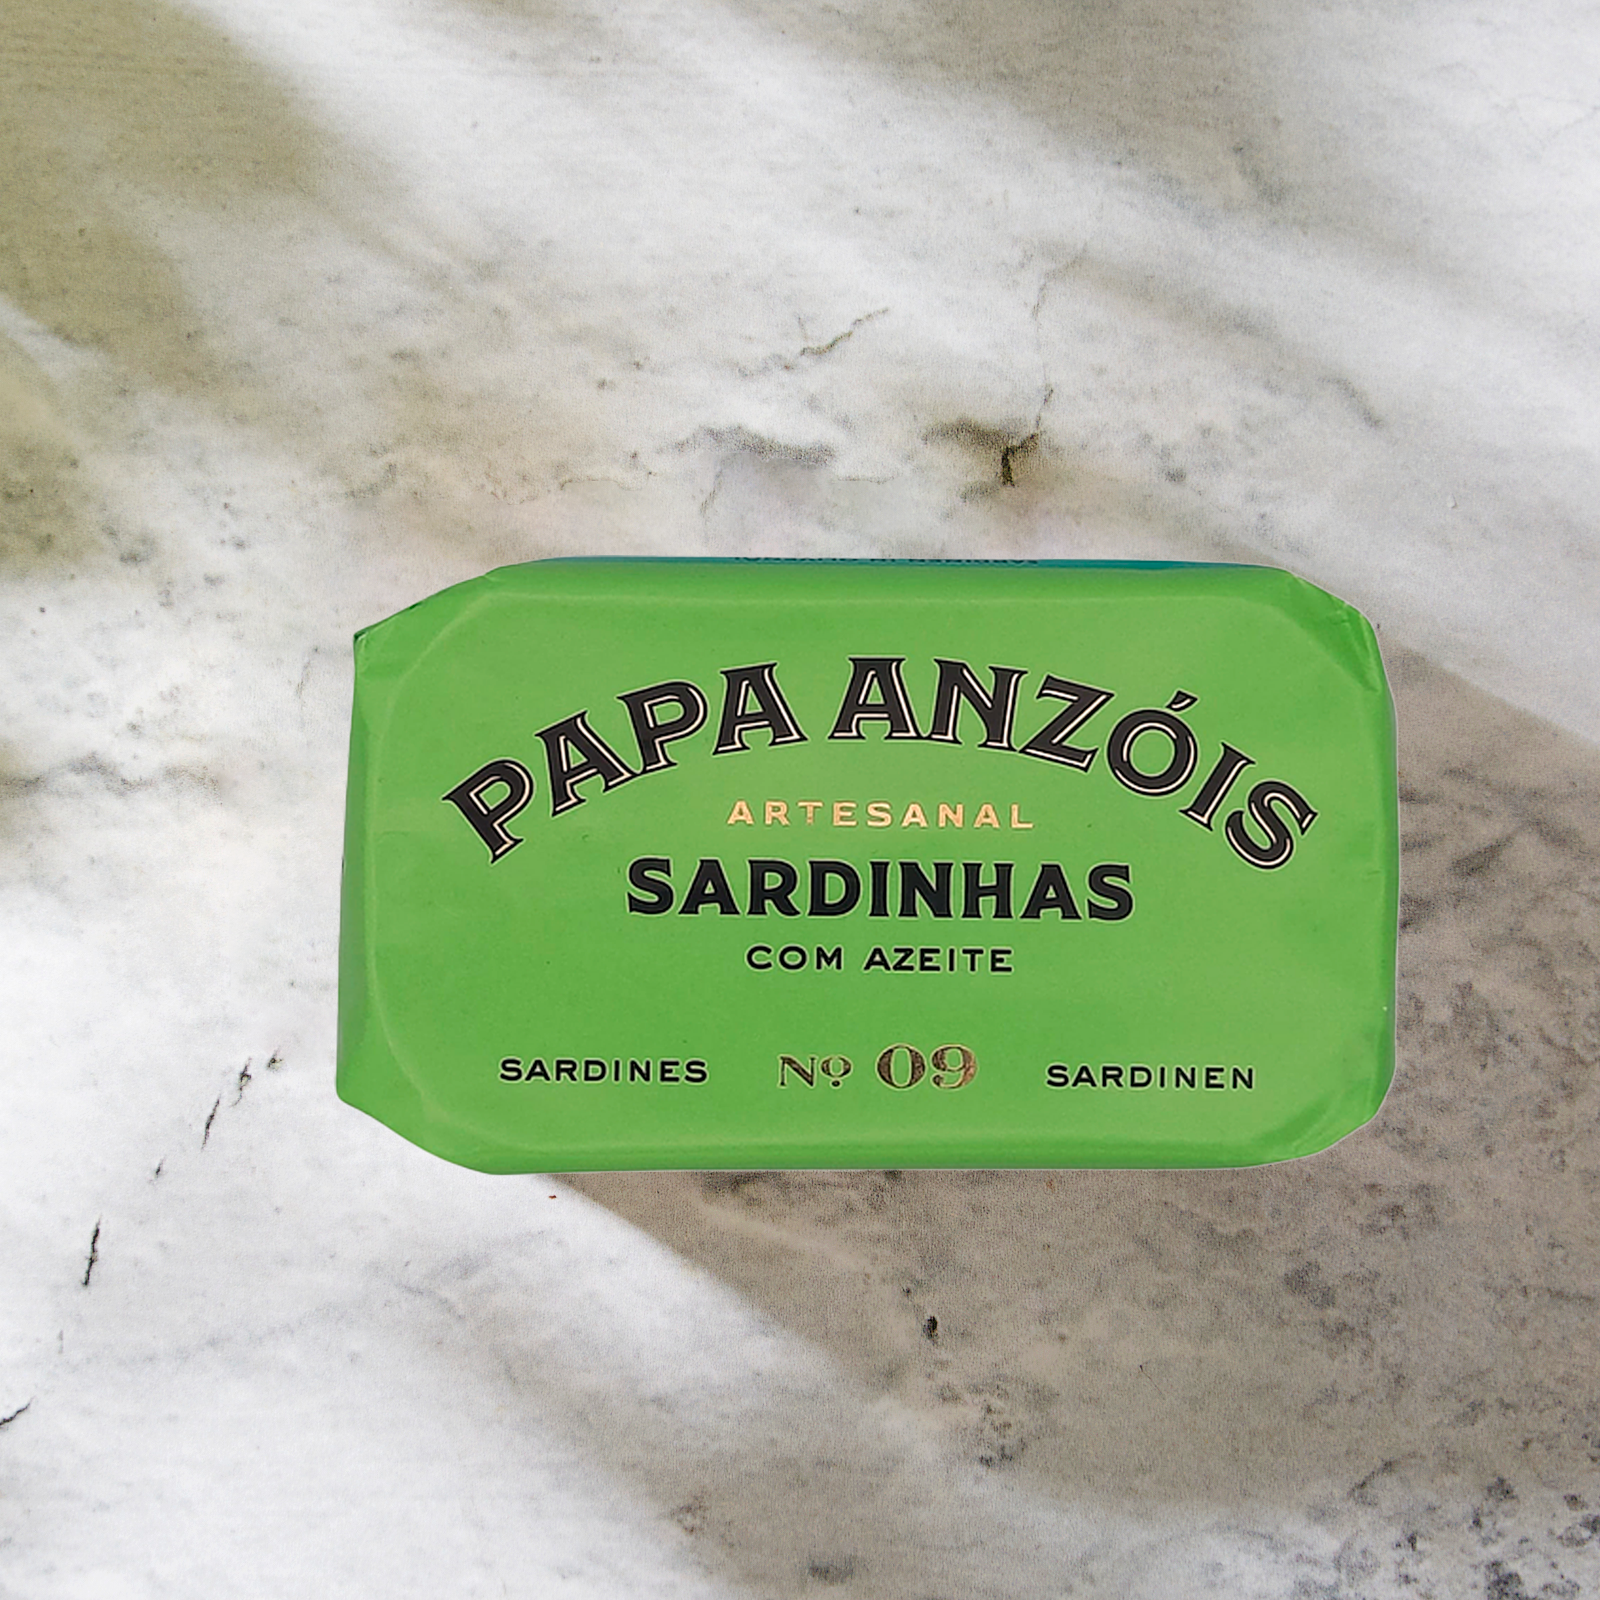 PAPA ANZÓIS
ARTESANAL
SARDINHAS
COM AZEITE
SARDINES Nº 09 SARDINEN